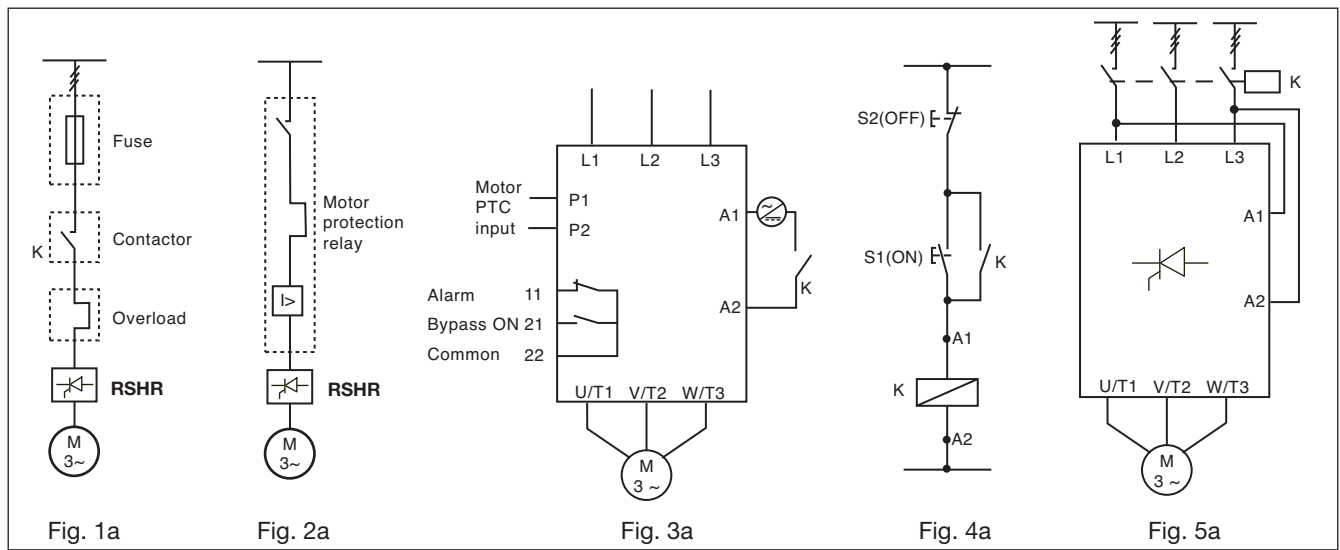 Fuse
K
Contactor
Overload
RSHR
M
3~
Fig. 1a
Motor
protection
relay
I>
RSHR
M
3~
Fig. 2a
L1 L2 L3
Motor
PTC
input
P1
P2
A1
K
A2
Alarm 11
Bypass ON 21
Common 22
U/T1 V/T2 W/T3
M
3 ~
Fig. 3a
S2(OFF)
S1(ON)
K
A1
K
A2
Fig. 4a
K
L1 L2 L3
A1
A2
U/T1 V/T2 W/T3
M
3 ~
Fig. 5a